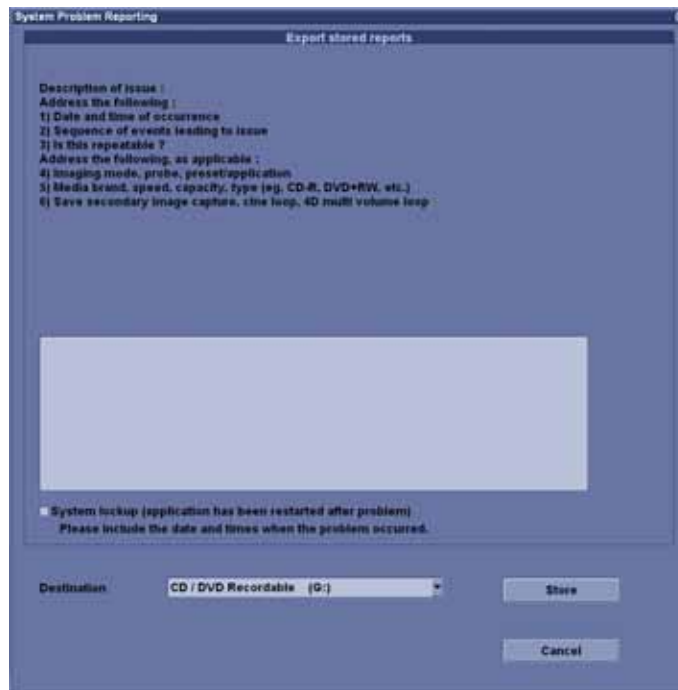 System Problem Reporting
Export stored reports
Description of issue :
Address the following :
1) Date and time of occurrence
2) Sequence of events leading to issue
3) Is this repeatable ?
Address the following, as applicable :
4) Imaging mode, probe, preset/application
5) Media brand, speed, capacity, type (eg, CD-R, DVD+RW, etc.)
6) Save secondary image capture, cine loop, 4D multi volume loop
System lockup (application has been restarted after problem)
Please include the date and times when the problem occurred.
Destination CD / DVD Recordable (G:) Store
Cancel